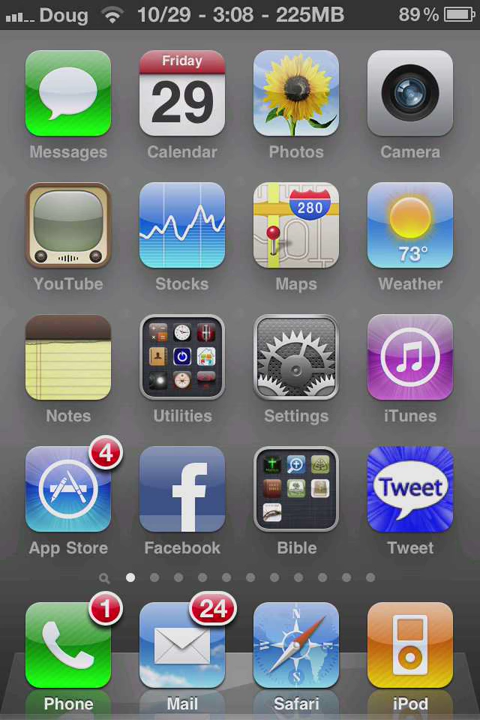 Doug 10/29 - 3:08 - 225MB 89%
Friday
29
280
Messages Calendar Photos Camera
73°
YouTube Stocks Maps Weather
Notes Utilities Settings iTunes
4
f
Tweet
App Store Facebook Bible Tweet
1 24
Phone Mail Safari iPod